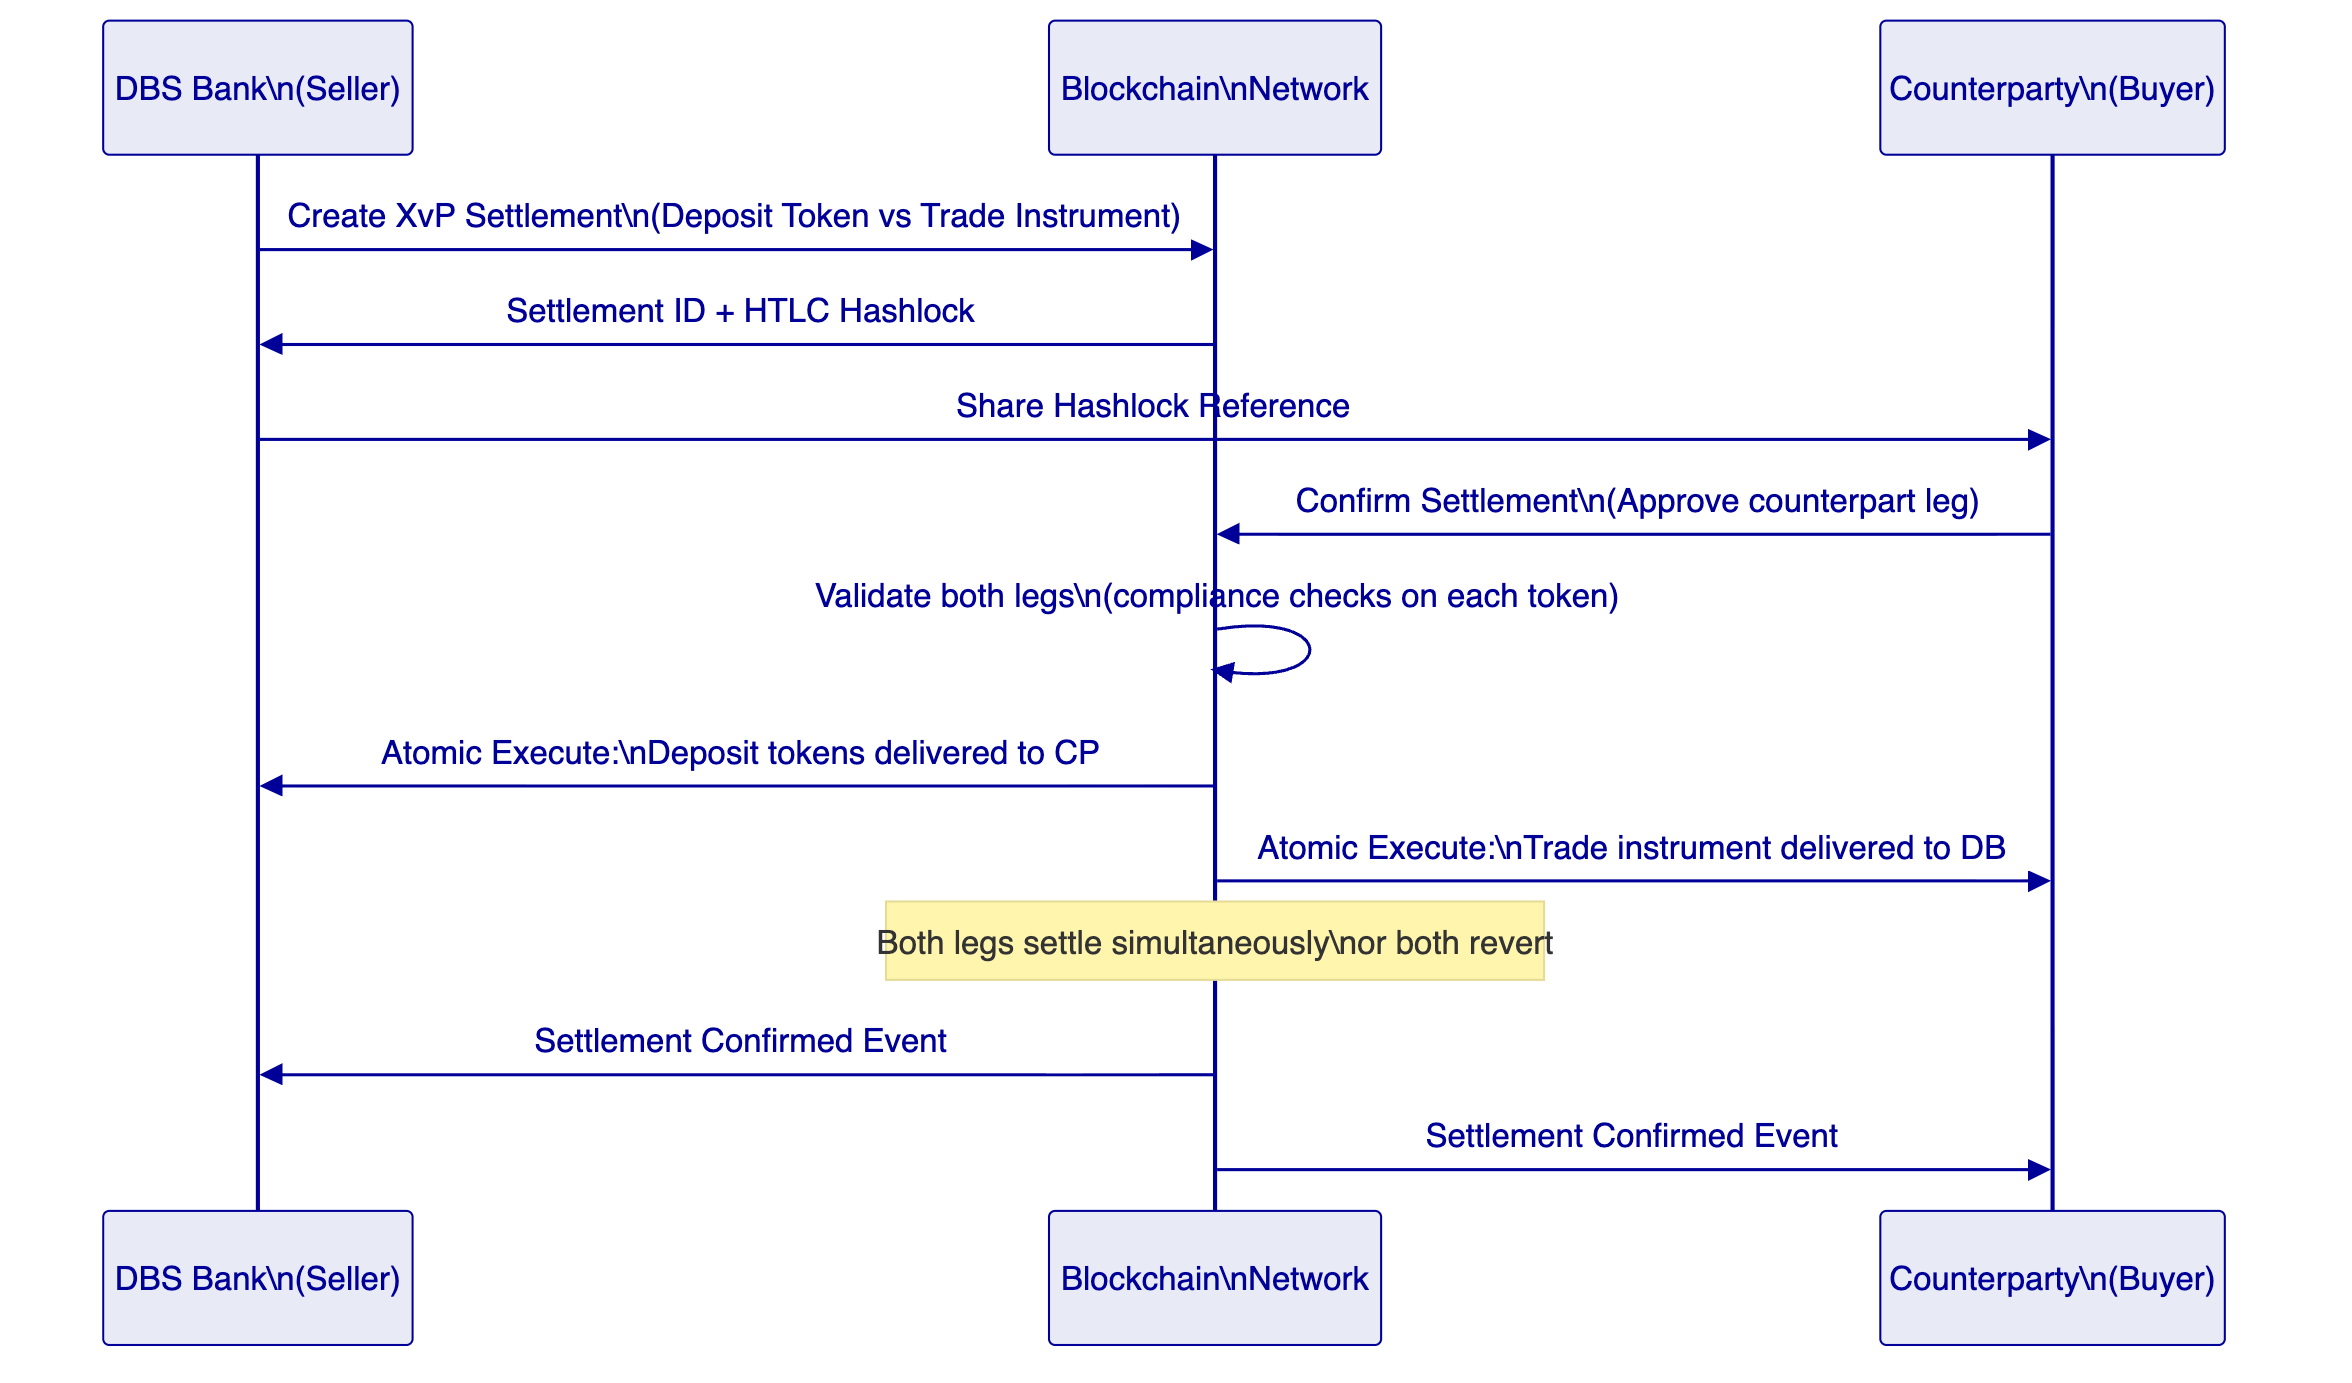 DBS Bank\n(Seller)
Blockchain\nNetwork
Counterparty\n(Buyer)
Create XvP Settlement\n(Deposit Token vs Trade Instrument)
Settlement ID + HTLC Hashlock
Share Hashlock Reference
Confirm Settlement\n(Approve counterpart leg)
Validate both legs\n(compliance checks on each token)
Atomic Execute:\nDeposit tokens delivered to CP
Atomic Execute:\nTrade instrument delivered to DB
Both legs settle simultaneously\nor both revert
Settlement Confirmed Event
Settlement Confirmed Event
DBS Bank\n(Seller)
Blockchain\nNetwork
Counterparty\n(Buyer)